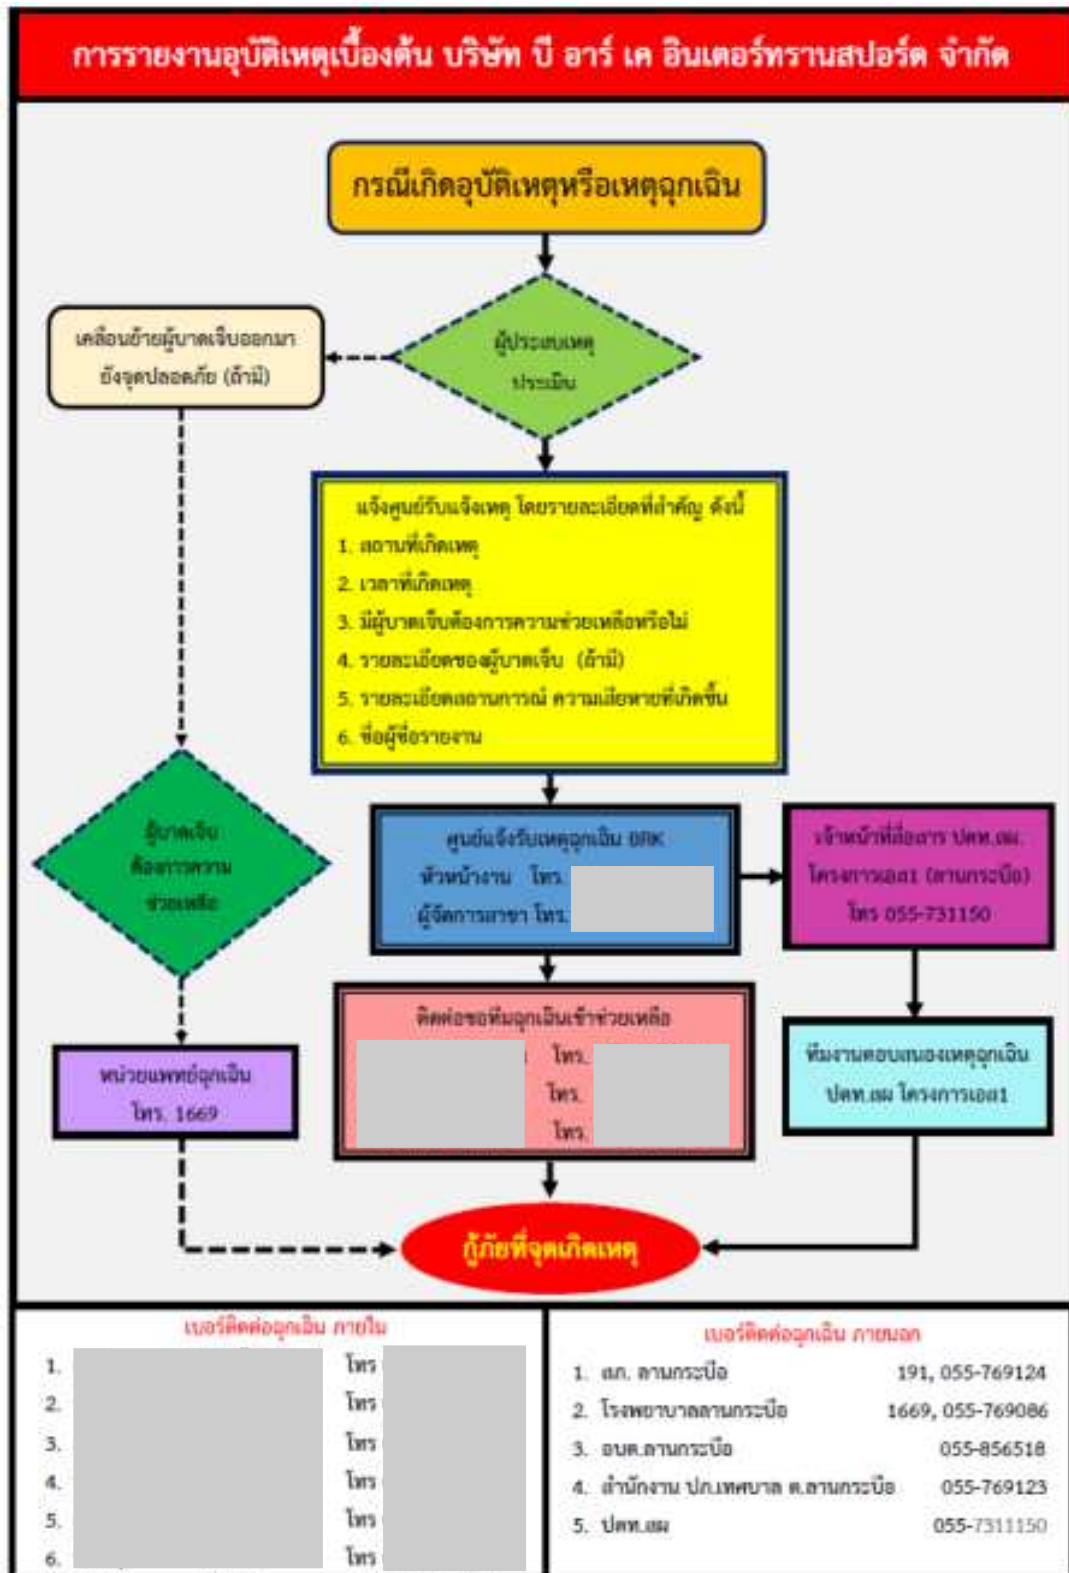 การรายงานอุบัติเหตุเบื้องต้น บริษัท บี อาร์ เค อินเตอร์ทรานสปอร์ต จำกัด
กรณีเกิดอุบัติเหตุหรือเหตุฉุกเฉิน
ผู้ประสบเหตุ
ประเมิน
เคลื่อนย้ายผู้บาดเจ็บออกมา
ยังจุดปลอดภัย (ถ้ามี)
แจ้งศูนย์รับแจ้งเหตุ โดยรายละเอียดที่สำคัญ ดังนี้
1. สถานที่เกิดเหตุ
2. เวลาที่เกิดเหตุ
3. มีผู้บาดเจ็บต้องการความช่วยเหลือหรือไม่
4. รายละเอียดของผู้บาดเจ็บ (ถ้ามี)
5. รายละเอียดสถานการณ์ ความเสียหายที่เกิดขึ้น
6. ชื่อผู้ชื่อรายงาน
ผู้บาดเจ็บ
ต้องการความ
ช่วยเหลือ
ศูนย์แจ้งรับเหตุฉุกเฉิน BRK
หัวหน้างาน โทร.
ผู้จัดการสาขา โทร.
เจ้าหน้าที่สื่อสาร ปตท.สผ.
โครงการเอส1 (ลานกระบือ)
โทร 055-731150
ติดต่อขอทีมฉุกเฉินเข้าช่วยเหลือ
โทร.
โทร.
โทร.
หน่วยแพทย์ฉุกเฉิน
โทร. 1669
ทีมงานตอบสนองเหตุฉุกเฉิน
ปตท.สผ โครงการเอส1
กู้ภัยที่จุดเกิดเหตุ
เบอร์ติดต่อฉุกเฉิน ภายใน
1. โทร
2. โทร
3. โทร
4. โทร
5. โทร
6. โทร
เบอร์ติดต่อฉุกเฉิน ภายนอก
1. สภ. ลานกระบือ 191, 055-769124
2. โรงพยาบาลลานกระบือ 1669, 055-769086
3. อบต.ลานกระบือ 055-856518
4. สำนักงาน ปภ.เทศบาล ต.ลานกระบือ 055-769123
5. ปตท.สผ 055-7311150